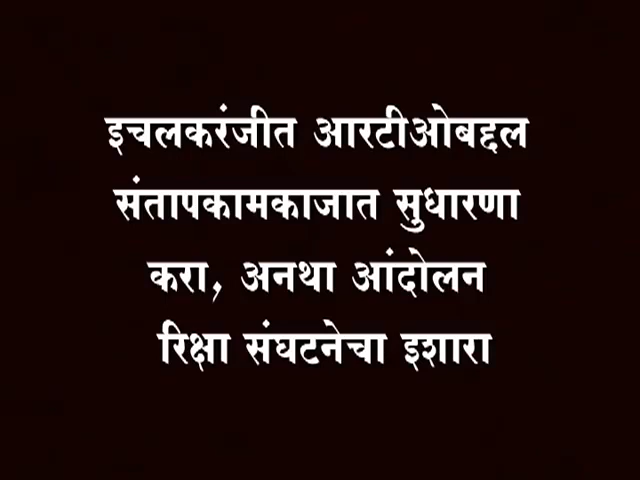 इचलकरंजीत आरटीओबद्दल
संतापकामकाजात सुधारणा
करा, अनथा आंदोलन
रिक्षा संघटनेचा इशारा